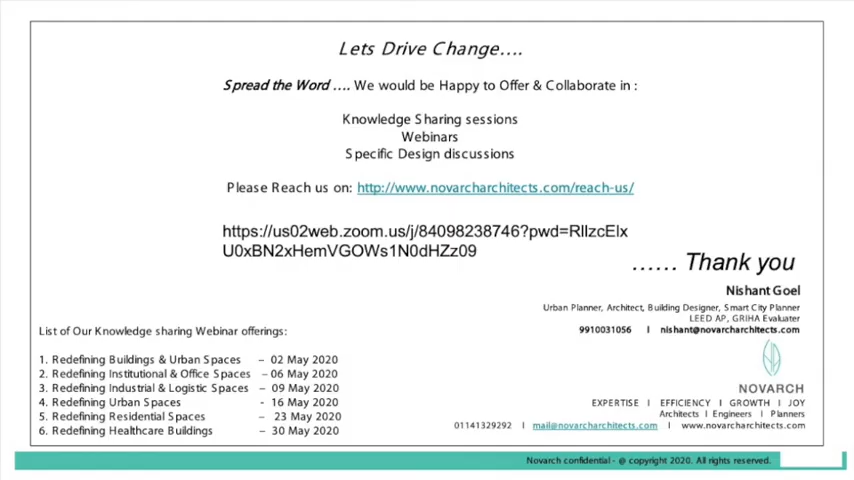 Lets Drive Change....
Spread the Word .... We would be Happy to Offer & Collaborate in :
Knowledge Sharing sessions
Webinars
Specific Design discussions
Please Reach us on: http://www.novarcharchitects.com/reach-us/
https://us02web.zoom.us/j/84098238746?pwd=RlIzcElx
U0xBN2xHemVGOWs1N0dHZz09
...... Thank you
Nishant Goel
Urban Planner, Architect, Building Designer, Smart City Planner
LEED AP, GRIHA Evaluater
9910031056 I nishant@novarcharchitects.com
List of Our Knowledge sharing Webinar offerings:
1. Redefining Buildings & Urban Spaces – 02 May 2020
2. Redefining Institutional & Office Spaces – 06 May 2020
3. Redefining Industrial & Logistic Spaces – 09 May 2020
4. Redefining Urban Spaces - 16 May 2020
5. Redefining Residential Spaces – 23 May 2020
6. Redefining Healthcare Buildings – 30 May 2020
NOVARCH
EXPERTISE I EFFICIENCY I GROWTH I JOY
Architects I Engineers I Planners
01141329292 I mail@novarcharchitects.com I www.novarcharchitects.com
Novarch confidential - @ copyright 2020. All rights reserved.